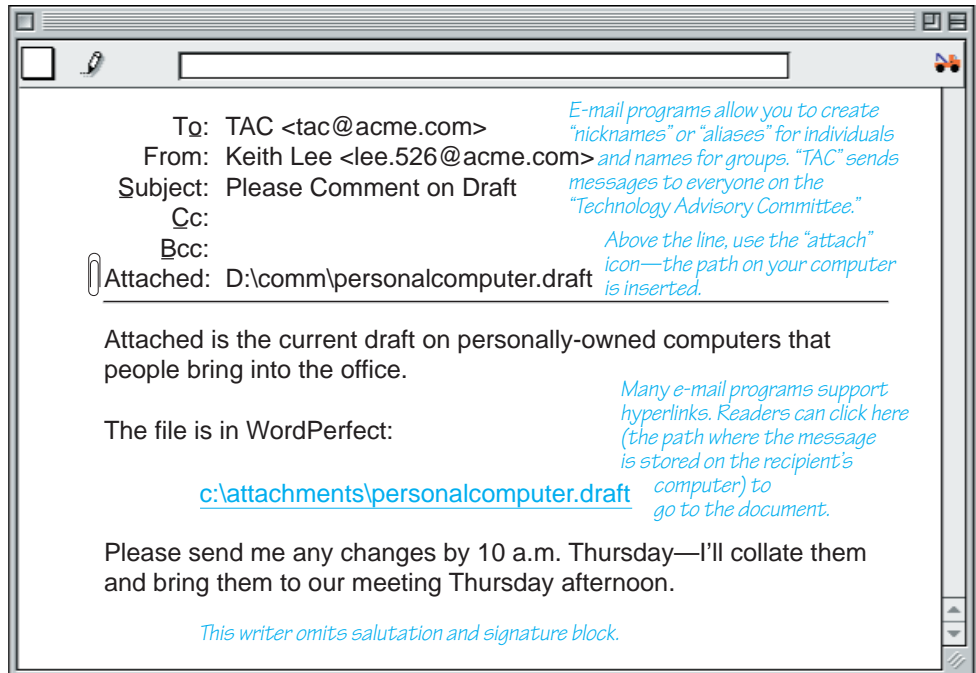 To: TAC <tac@acme.com>
From: Keith Lee <lee.526@acme.com>
Subject: Please Comment on Draft
Cc:
Bcc:
Attached: D:\comm\personalcomputer.draft
E-mail programs allow you to create
“nicknames” or “aliases” for individuals
and names for groups. “TAC” sends
messages to everyone on the
“Technology Advisory Committee.”
Above the line, use the “attach”
icon—the path on your computer
is inserted.
Attached is the current draft on personally-owned computers that
people bring into the office.
The file is in WordPerfect:
c:\attachments\personalcomputer.draft
Many e-mail programs support
hyperlinks. Readers can click here
(the path where the message
is stored on the recipient’s
computer) to
go to the document.
Please send me any changes by 10 a.m. Thursday—I’ll collate them
and bring them to our meeting Thursday afternoon.
This writer omits salutation and signature block.